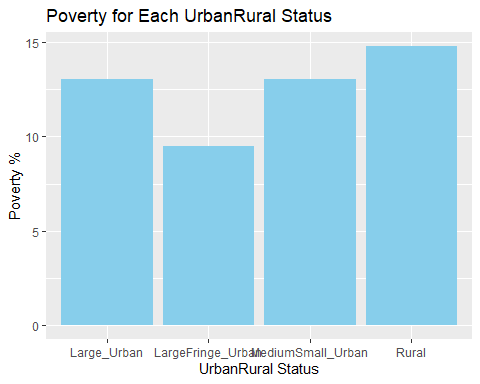 Poverty for Each UrbanRural Status
15
10
5
0
Poverty %
Large_Urban LargeFringe_Urban MediumSmall_Urban Rural
UrbanRural Status